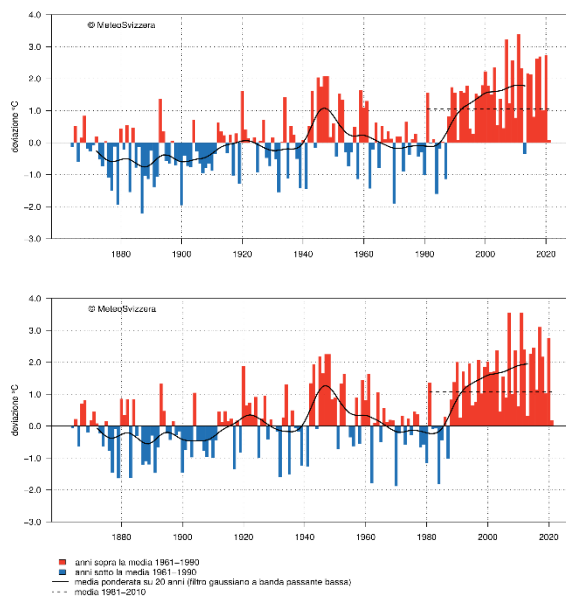 4.0
© MeteoSvizzera
3.0
2.0
1.0
0.0
−1.0
−2.0
−3.0
deviazione °C
1880 1900 1920 1940 1960 1980 2000 2020
4.0
© MeteoSvizzera
3.0
2.0
1.0
0.0
−1.0
−2.0
−3.0
deviazione °C
1880 1900 1920 1940 1960 1980 2000 2020
anni sopra la media 1961−1990
anni sotto la media 1961−1990
media ponderata su 20 anni (filtro gaussiano a banda passante bassa)
media 1981−2010